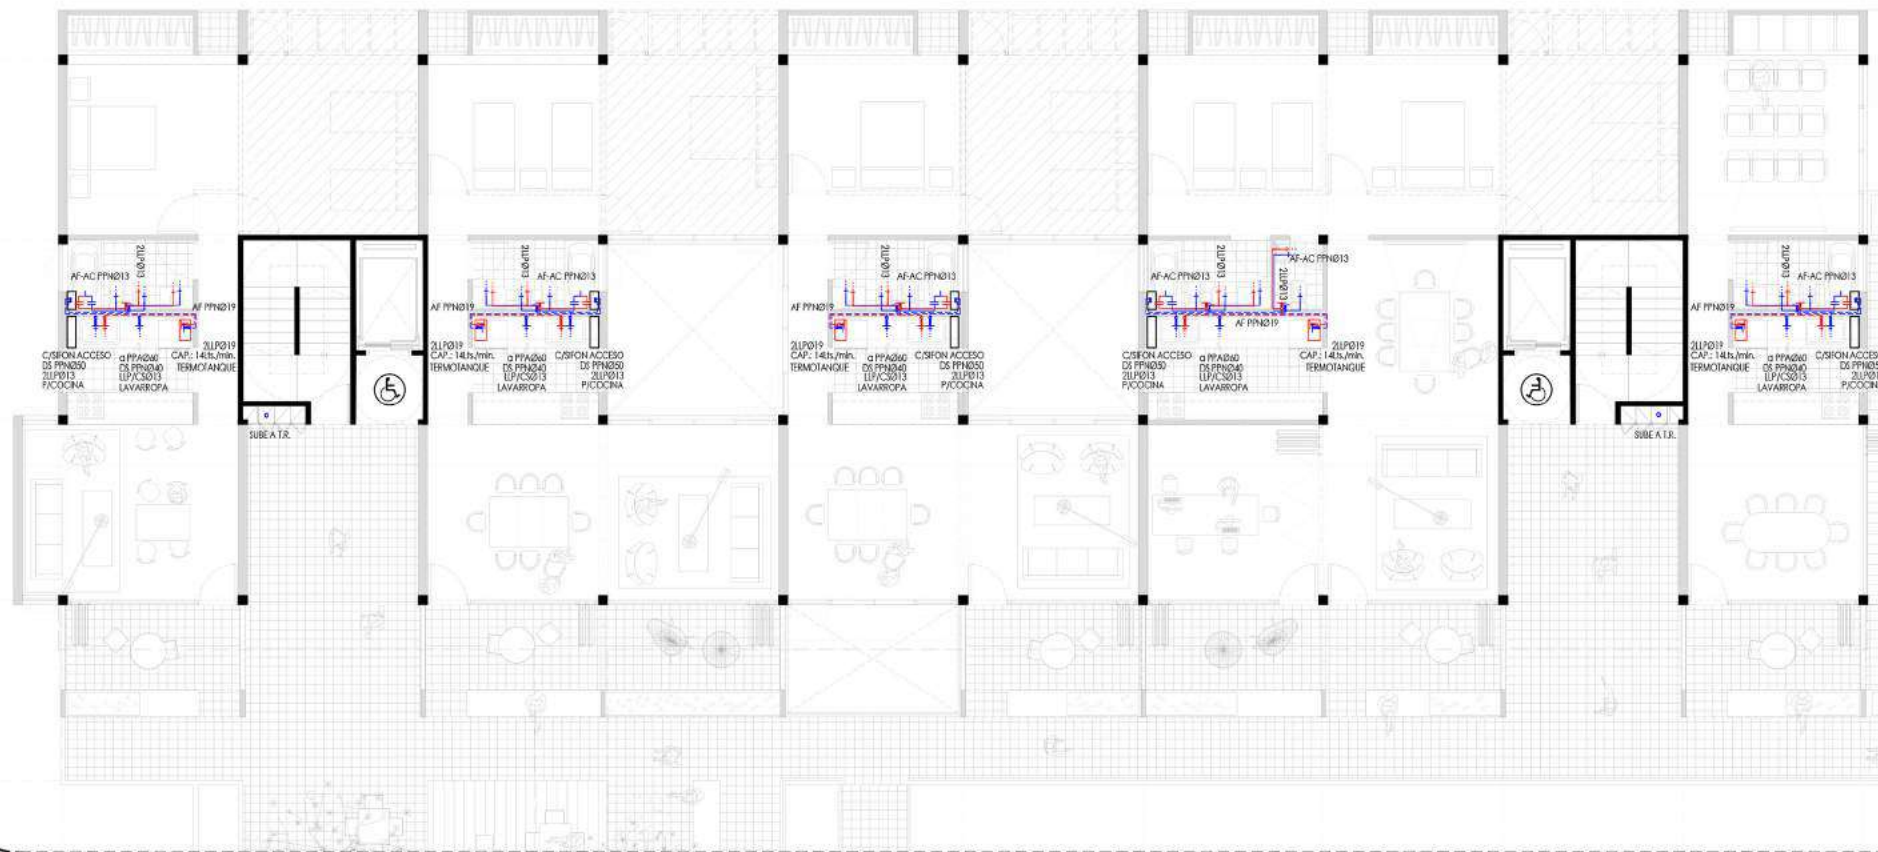 2LLPØ13
AF-AC PPNØ13
AF PPNØ19
2LLPØ19
CAP.: 14Lts./min.
TERMOTANQUE
C/SIFON ACCESO
DS PPNØ50
2LLPØ13
P/COCINA
a PPAØ60
DS PPNØ40
LLP/CSØ13
LAVARROPA
SUBE A T.R.
2LLPØ13
AF-AC PPNØ13
AF PPNØ19
2LLPØ19
CAP.: 14Lts./min.
TERMOTANQUE
a PPAØ60
DS PPNØ40
LLP/CSØ13
LAVARROPA
C/SIFON ACCESO
DS PPNØ50
2LLPØ13
P/COCINA
2LLPØ13
AF-AC PPNØ13
AF PPNØ19
2LLPØ19
CAP.: 14Lts./min.
TERMOTANQUE
a PPAØ60
DS PPNØ40
LLP/CSØ13
LAVARROPA
C/SIFON ACCESO
DS PPNØ50
2LLPØ13
P/COCINA
2LLPØ13
AF-AC PPNØ13
AF-AC PPNØ13
2LLPØ13
AF PPNØ19
C/SIFON ACCESO
DS PPNØ50
2LLPØ13
P/COCINA
a PPAØ60
DS PPNØ40
LLP/CSØ13
LAVARROPA
2LLPØ19
CAP.: 14Lts./min.
TERMOTANQUE
SUBE A T.R.
2LLPØ13
AF-AC PPNØ13
AF PPNØ19
2LLPØ19
CAP.: 14Lts./min.
TERMOTANQUE
a PPAØ60
DS PPNØ40
LLP/CSØ13
LAVARROPA
C/SIFON ACCESO
DS PPNØ50
2LLPØ13
P/COCINA